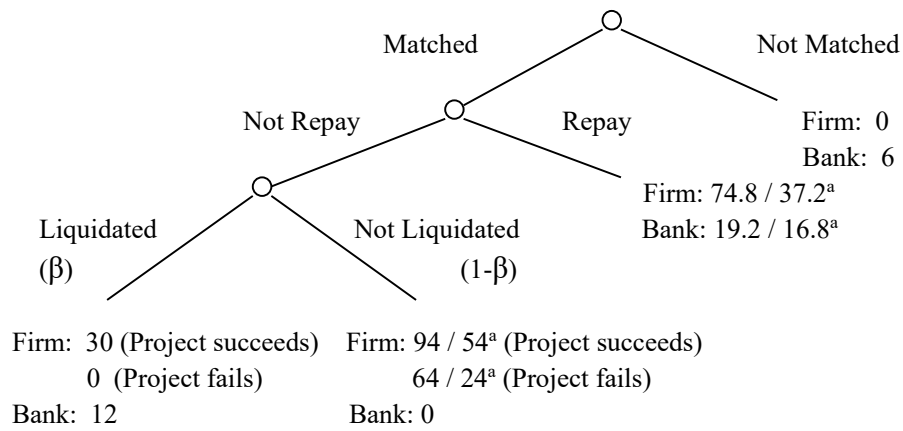 Matched
Not Matched
Not Repay
Repay
Firm: 0
Bank: 6
Firm: 74.8 / 37.2ª
Bank: 19.2 / 16.8ª
Liquidated
(β)
Not Liquidated
(1-β)
Firm: 30 (Project succeeds)
0 (Project fails)
Bank: 12
Firm: 94 / 54ª (Project succeeds)
64 / 24ª (Project fails)
Bank: 0